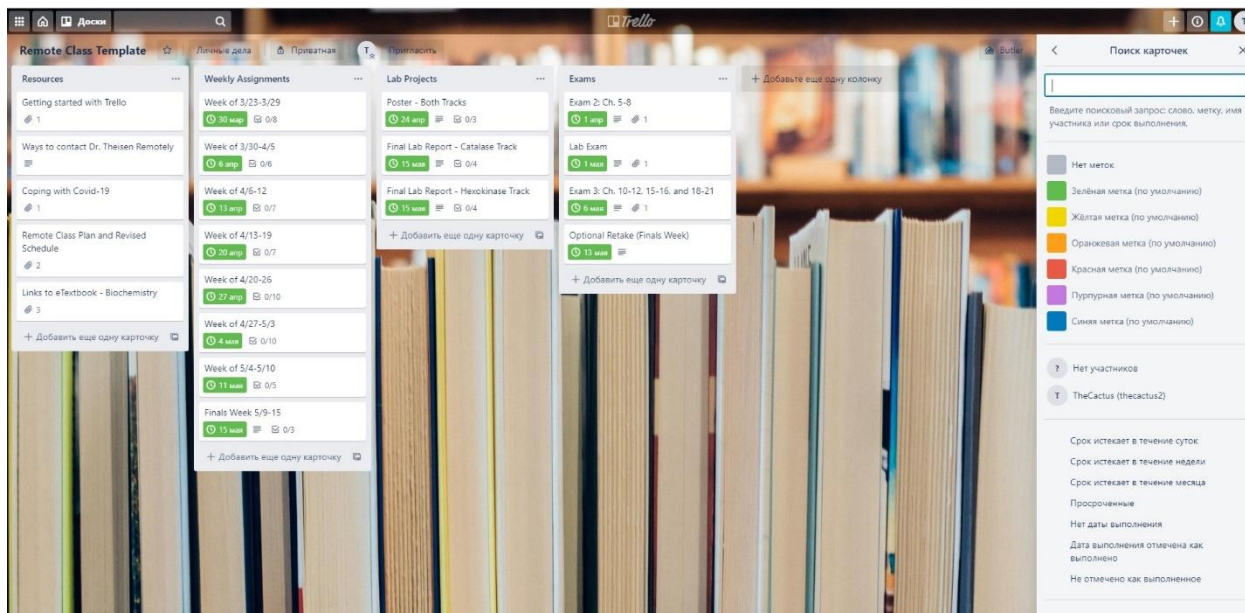 Доски
Trello
T
Remote Class Template
Личные дела
Приватная
T
Пригласить
Butler
Resources
Getting started with Trello
1
Ways to contact Dr. Theisen Remotely
Coping with Covid-19
1
Remote Class Plan and Revised
Schedule
2
Links to eTextbook - Biochemistry
3
+ Добавить еще одну карточку
Weekly Assignments
Week of 3/23-3/29
30 мар 0/8
Week of 3/30-4/5
6 апр 0/6
Week of 4/6-12
13 апр 0/7
Week of 4/13-19
20 апр 0/7
Week of 4/20-26
27 апр 0/10
Week of 4/27-5/3
4 мая 0/10
Week of 5/4-5/10
11 мая 0/5
Finals Week 5/9-15
15 мая 0/3
+ Добавить еще одну карточку
Lab Projects
Poster - Both Tracks
24 апр 0/3
Final Lab Report - Catalase Track
15 мая 0/4
Final Lab Report - Hexokinase Track
15 мая 0/4
+ Добавить еще одну карточку
Exams
Exam 2: Ch. 5-8
1 апр 1
Lab Exam
1 мая 1
Exam 3: Ch. 10-12, 15-16, and 18-21
6 мая 1
Optional Retake (Finals Week)
13 мая
+ Добавить еще одну карточку
+ Добавьте еще одну колонку
Поиск карточек
Введите поисковый запрос: слово, метку, имя
участника или срок выполнения.
Нет меток
Зелёная метка (по умолчанию)
Жёлтая метка (по умолчанию)
Оранжевая метка (по умолчанию)
Красная метка (по умолчанию)
Пурпурная метка (по умолчанию)
Синяя метка (по умолчанию)
? Нет участников
T TheCactus (thecactus2)
Срок истекает в течение суток
Срок истекает в течение недели
Срок истекает в течение месяца
Просроченные
Нет даты выполнения
Дата выполнения отмечена как
выполнено
Не отмечено как выполненное